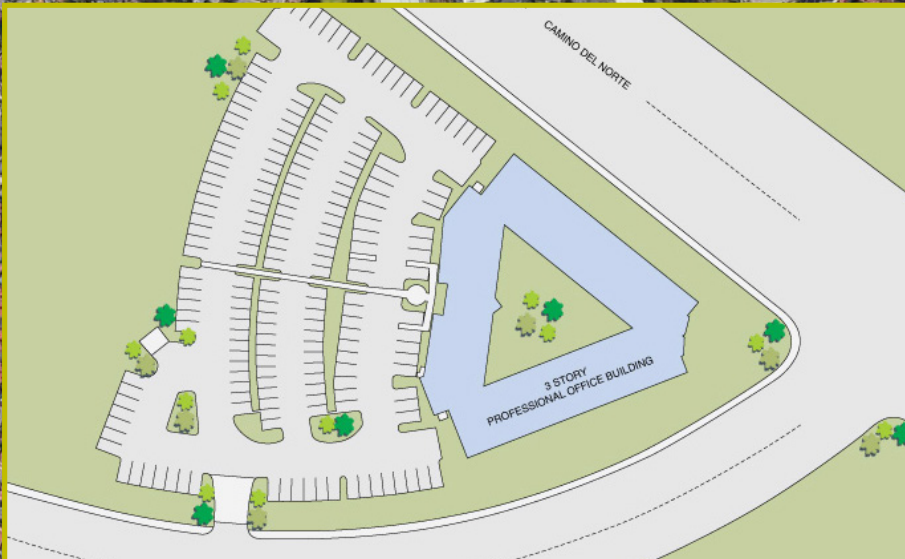 CAMINO DEL NORTE
3 STORY
PROFESSIONAL OFFICE BUILDING